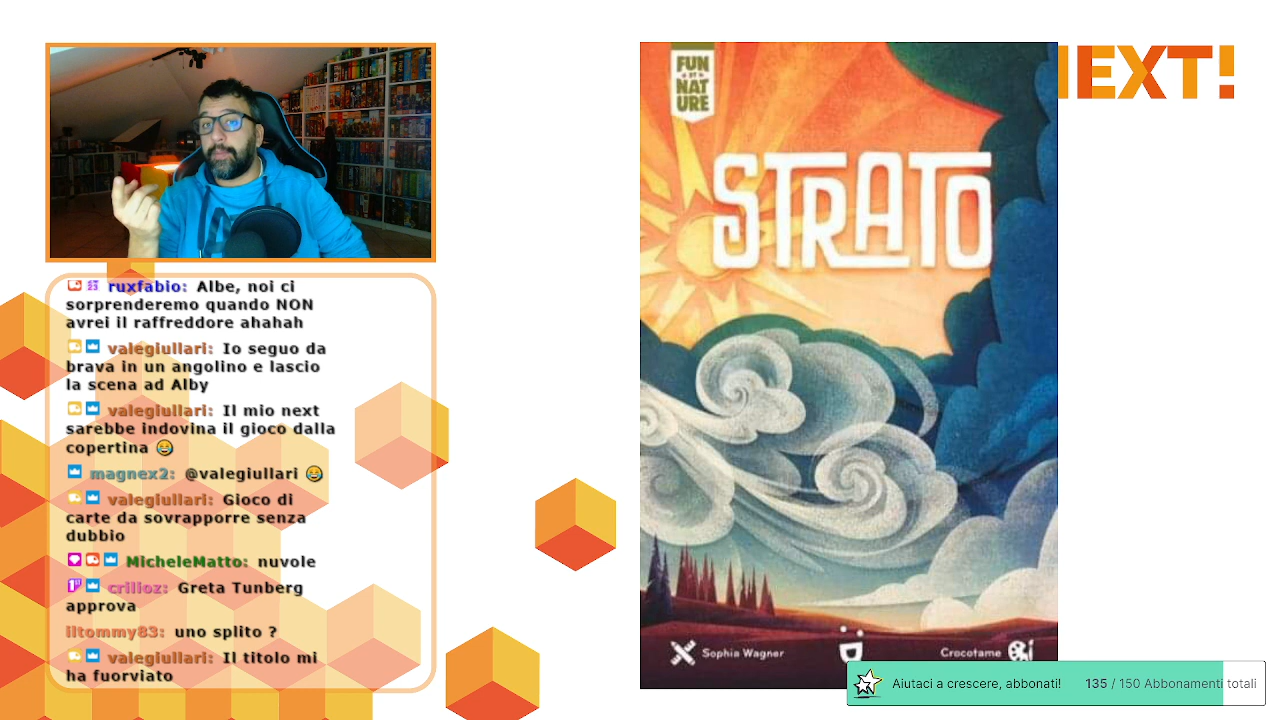 ruxfabio: Albe, noi ci
sorprenderemo quando NON
avrei il raffreddore ahahah
valegiullari: Io seguo da
brava in un angolino e lascio
la scena ad Alby
valegiullari: Il mio next
sarebbe indovina il gioco dalla
copertina 😂
magnex2: @valegiullari 😂
valegiullari: Gioco di
carte da sovrapporre senza
dubbio
MicheleMatto: nuvole
crilioz: Greta Tunberg
approva
iltommy83: uno splito ?
valegiullari: Il titolo mi
ha fuorviato
FUN
BY
NAT
URE
STRATO
Sophia Wagner
Crocotame
EXT!
Aiutaci a crescere, abbonati! 135 / 150 Abbonamenti totali